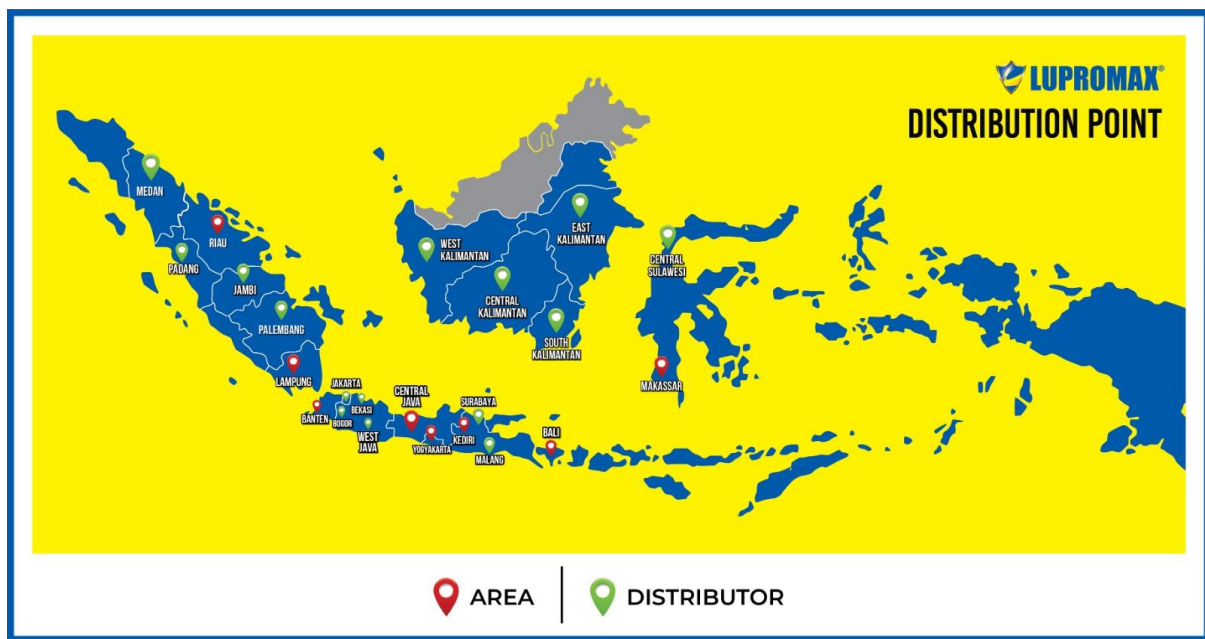 LUPROMAX®
DISTRIBUTION POINT
MEDAN
RIAU
PADANG
JAMBI
PALEMBANG
LAMPUNG
WEST
KALIMANTAN
EAST
KALIMANTAN
CENTRAL
KALIMANTAN
SOUTH
KALIMANTAN
CENTRAL
SULAWESI
MAKASSAR
JAKARTA
BANTEN
BEKASI
BOGOR
WEST
JAVA
CENTRAL
JAVA
YOGYAKARTA
SURABAYA
KEDIRI
MALANG
BALI
AREA
DISTRIBUTOR